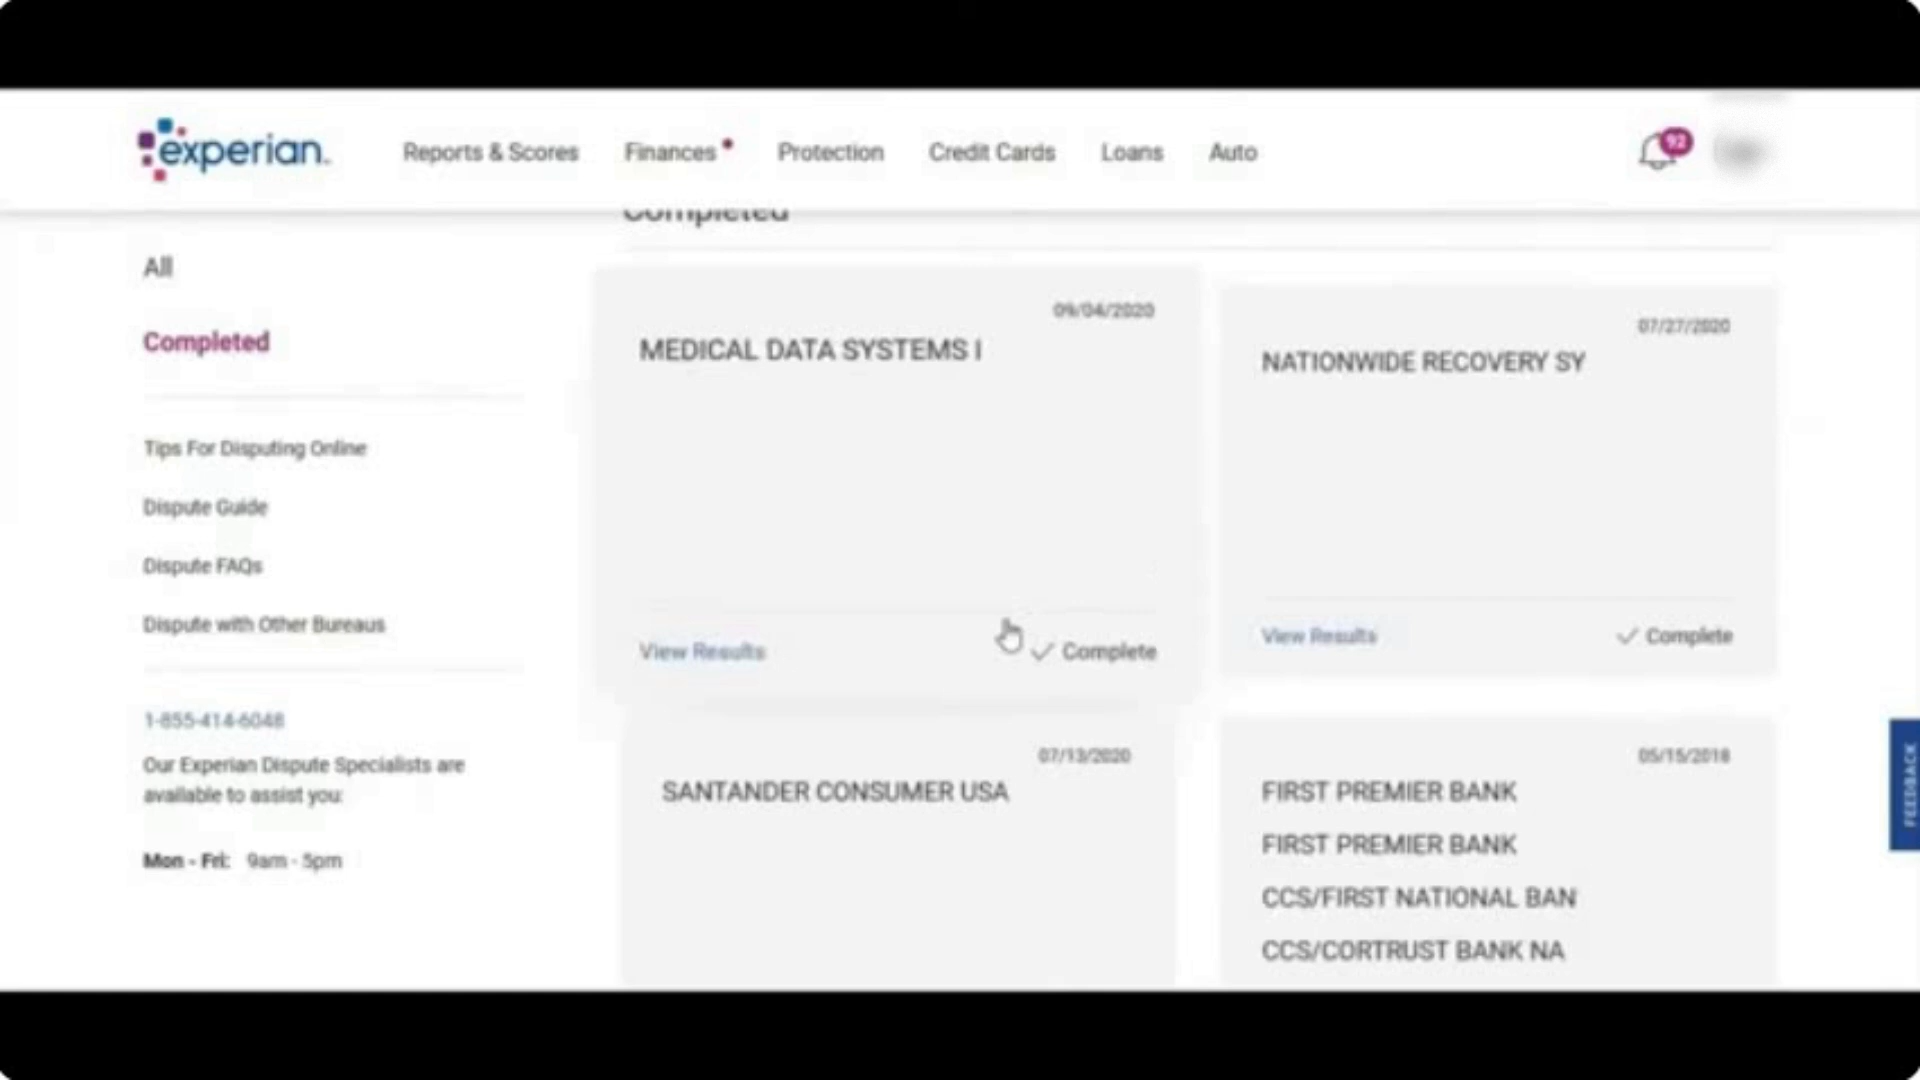 experian.
Reports & Scores
Finances
Protection
Credit Cards
Loans
Auto
92
Completed
All
Completed
Tips For Disputing Online
Dispute Guide
Dispute FAQs
Dispute with Other Bureaus
1-855-414-6048
Our Experian Dispute Specialists are
available to assist you:
Mon - Fri: 9am - 5pm
09/04/2020
MEDICAL DATA SYSTEMS I
View Results
Complete
07/27/2020
NATIONWIDE RECOVERY SY
View Results
Complete
07/13/2020
SANTANDER CONSUMER USA
05/15/2018
FIRST PREMIER BANK
FIRST PREMIER BANK
CCS/FIRST NATIONAL BAN
CCS/CORTRUST BANK NA
FEEDBACK